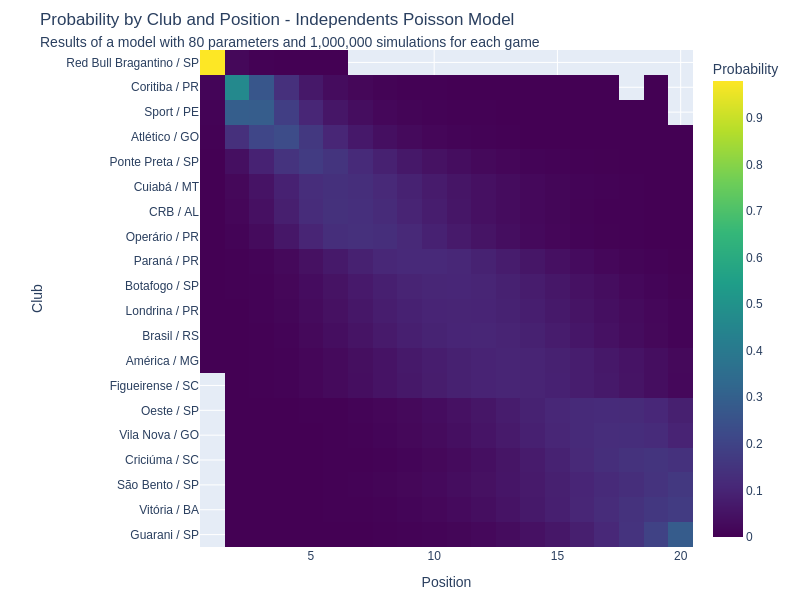 Probability by Club and Position - Independents Poisson Model
Results of a model with 80 parameters and 1,000,000 simulations for each game
Probability
Red Bull Bragantino / SP
Coritiba / PR
Sport / PE
Atlético / GO
Ponte Preta / SP
Cuiabá / MT
CRB / AL
Operário / PR
Paraná / PR
Botafogo / SP
Londrina / PR
Brasil / RS
América / MG
Figueirense / SC
Oeste / SP
Vila Nova / GO
Criciúma / SC
São Bento / SP
Vitória / BA
Guarani / SP
Club
5
10
15
20
Position
0.9
0.8
0.7
0.6
0.5
0.4
0.3
0.2
0.1
0